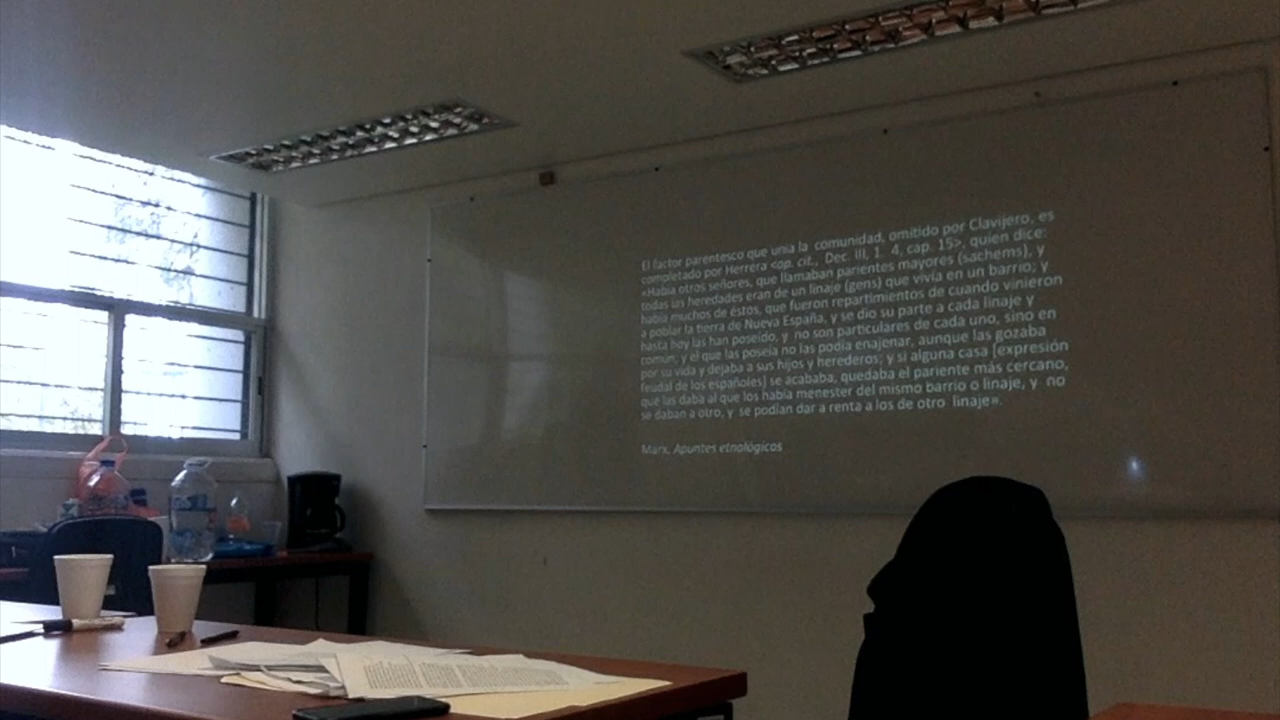 El factor parentesco que unia la comunidad, omitido por Clavijero, es
completado por Herrera <op. cit., Dec. III, 1. 4, cap. 15>, quien dice:
«Había otros señores, que llamaban parientes mayores (sachems), y
todas las heredades eran de un linaje (gens) que vivía en un barrio; y
había muchos de éstos, que fueron repartimientos de cuando vinieron
a poblar la tierra de Nueva España, y se dio su parte a cada linaje y
hasta hoy las han poseído, y no son particulares de cada uno, sino en
común; y el que las poseía no las podía enajenar, aunque las gozaba
por su vida y dejaba a sus hijos y herederos; y si alguna casa [expresión
feudal de los españoles] se acababa, quedaba el pariente más cercano,
que las daba al que los había menester del mismo barrio o linaje, y no
se daban a otro, y se podían dar a renta a los de otro linaje».
Marx, Apuntes etnológicos